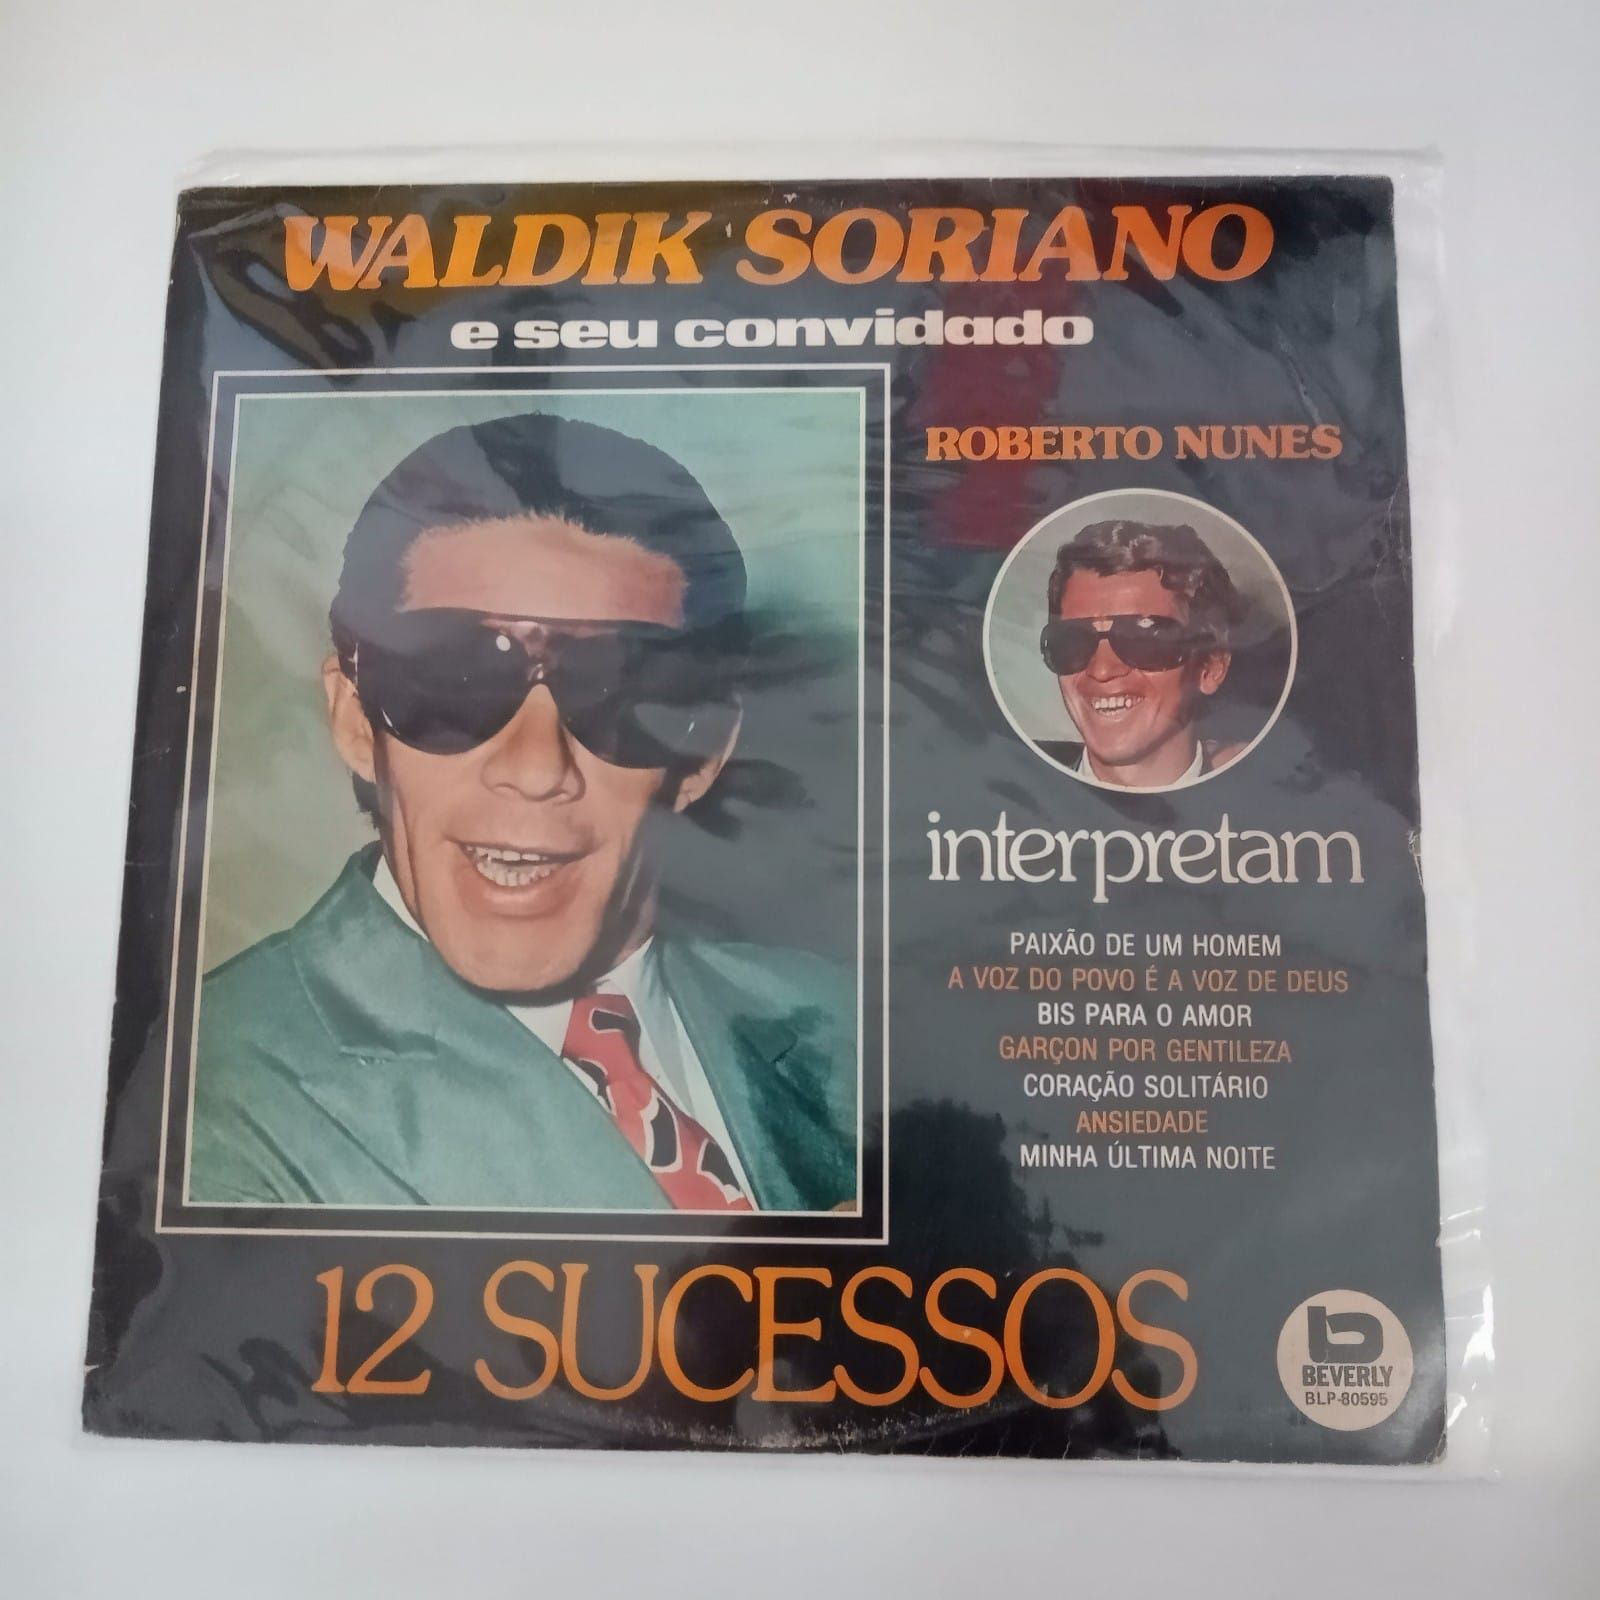 WALDIK SORIANO
e seu convidado
ROBERTO NUNES
interpretam
PAIXÃO DE UM HOMEM
A VOZ DO POVO É A VOZ DE DEUS
BIS PARA O AMOR
GARÇON POR GENTILEZA
CORAÇÃO SOLITÁRIO
ANSIEDADE
MINHA ÚLTIMA NOITE
12 SUCESSOS
b
BEVERLY
BLP-80595